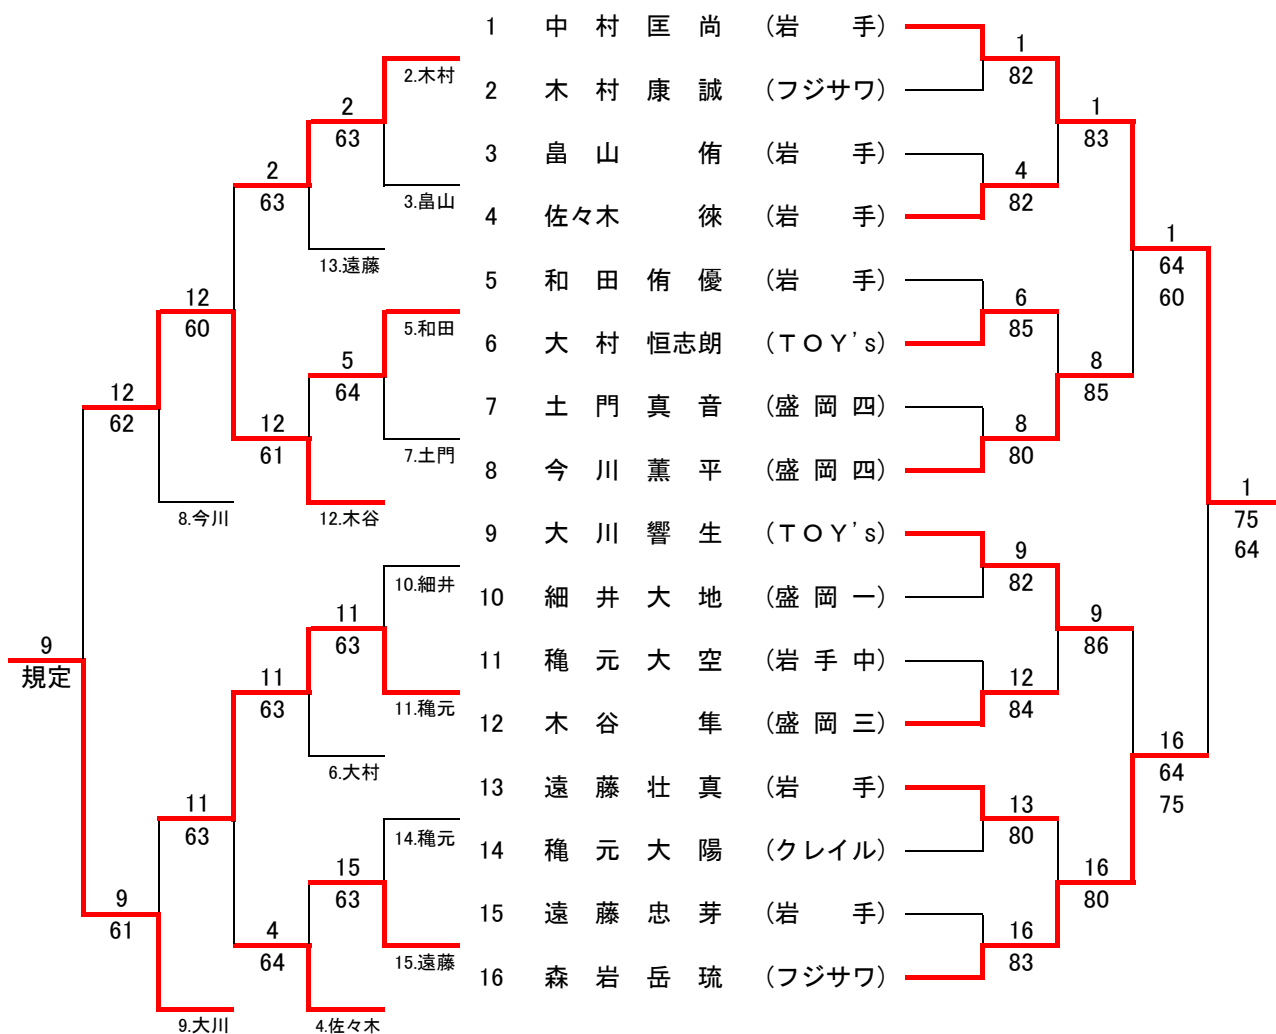 1 中村匡尚 (岩手)
2 木村康誠 (フジサワ)
3 畠山侑 (岩手)
4 佐々木徠 (岩手)
5 和田侑優 (岩手)
6 大村恒志朗 (TOY's)
7 土門真音 (盛岡四)
8 今川薫平 (盛岡四)
9 大川響生 (TOY's)
10 細井大地 (盛岡一)
11 穐元大空 (岩手中)
12 木谷隼 (盛岡三)
13 遠藤壮真 (岩手)
14 穐元大陽 (クレイル)
15 遠藤忠芽 (岩手)
16 森岩岳琉 (フジサワ)
1
82
4
82
6
85
8
80
9
82
12
84
13
80
16
83
1
83
8
85
9
86
16
80
1
64
60
16
64
75
1
75
64
2.木村
3.畠山
5.和田
7.土門
10.細井
11.穐元
14.穐元
15.遠藤
2
63
13.遠藤
5
64
12.木谷
11
63
6.大村
15
63
4.佐々木
2
63
12
61
11
63
4
64
12
60
8.今川
11
63
9.大川
12
62
9
61
9
規定